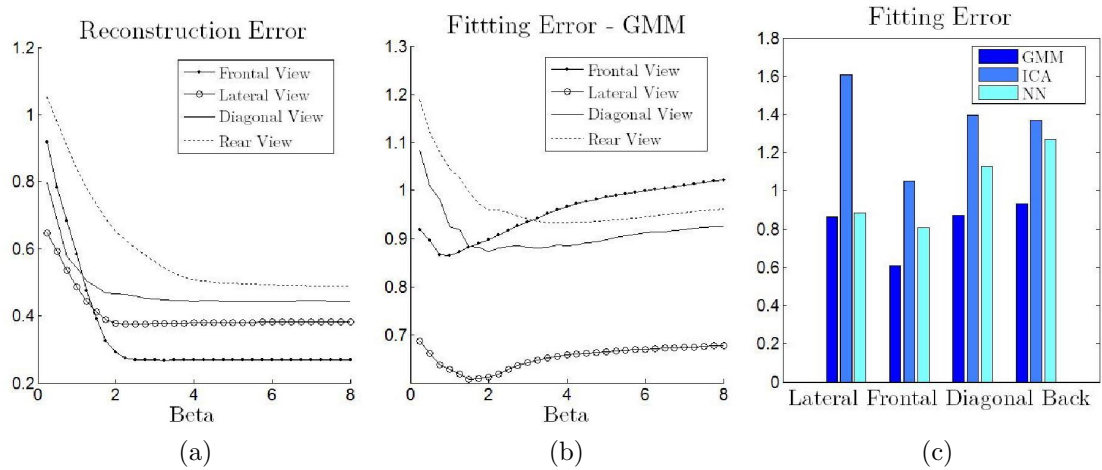 Reconstruction Error
1.2
1
0.8
0.6
0.4
0.2
0
2
4
6
8
Beta
Frontal View
Lateral View
Diagonal View
Rear View
(a)
Fittting Error - GMM
1.3
1.2
1.1
1
0.9
0.8
0.7
0
2
4
6
8
Beta
Frontal View
Lateral View
Diagonal View
Rear View
(b)
Fitting Error
1.8
1.6
1.4
1.2
1
0.8
0.6
0.4
0.2
0
GMM
ICA
NN
Lateral Frontal Diagonal Back
(c)